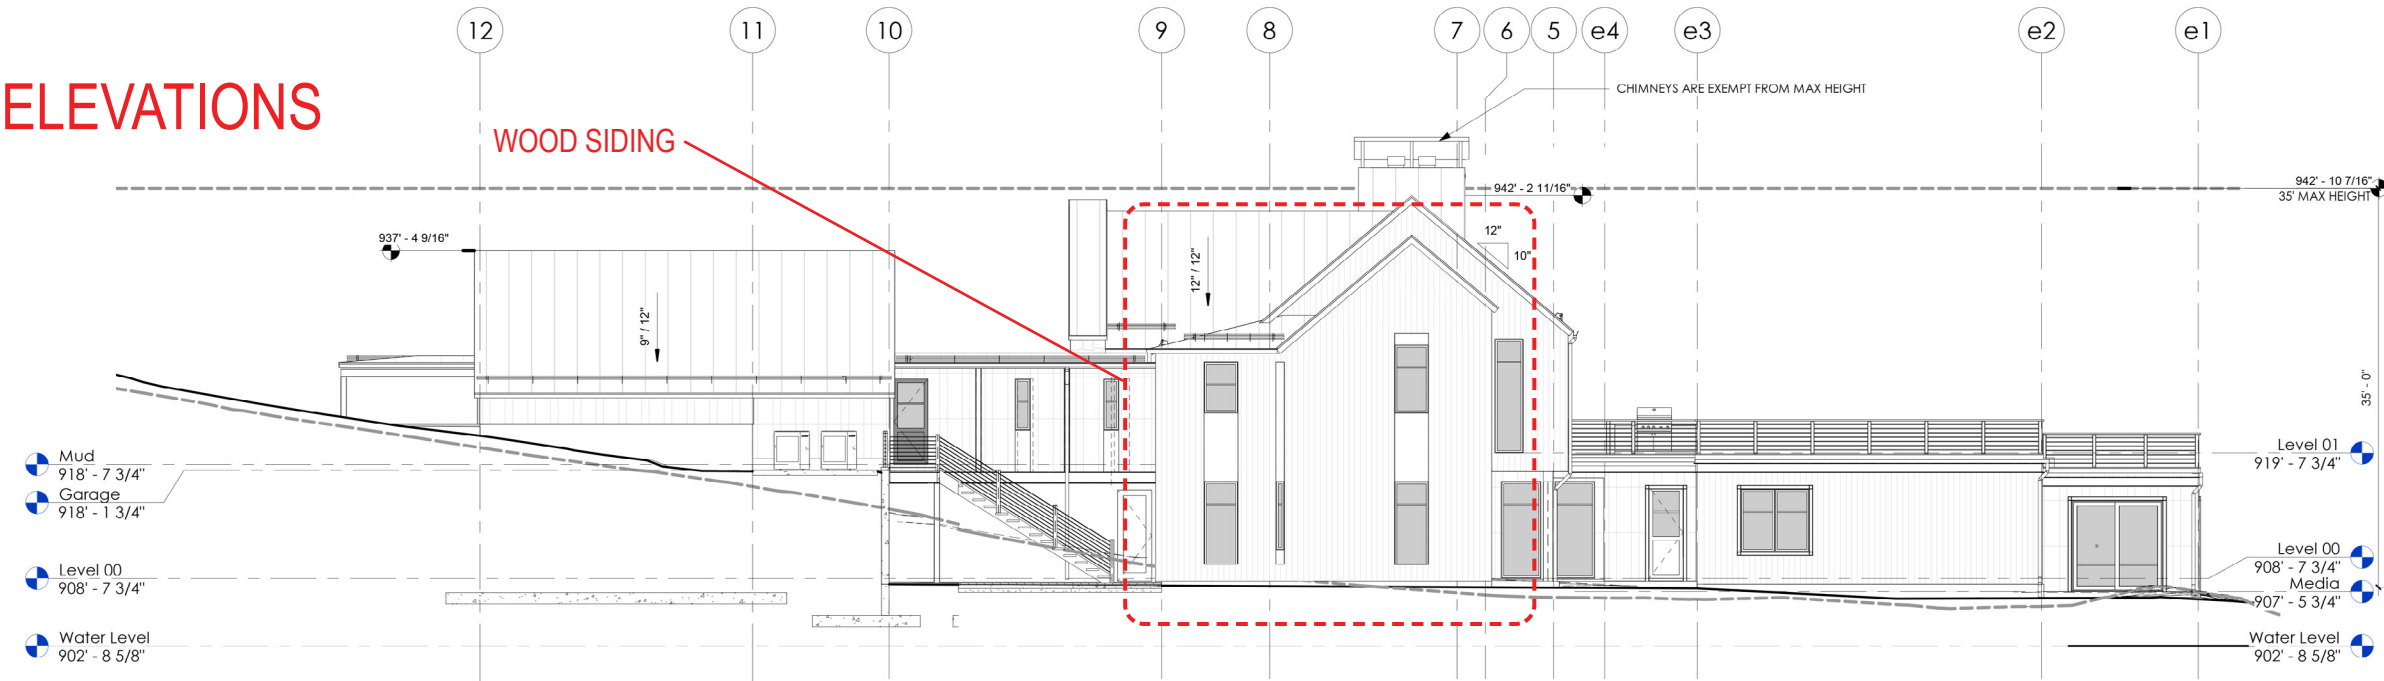 12 11 10 9 8 7 6 5 e4 e3 e2 e1
ELEVATIONS
CHIMNEYS ARE EXEMPT FROM MAX HEIGHT
WOOD SIDING
942' - 2 11/16"
942' - 10 7/16"
35' MAX HEIGHT
937' - 4 9/16"
12"
10"
12" / 12"
9" / 12"
35' - 0"
Mud
918' - 7 3/4"
Garage
918' - 1 3/4"
Level 00
908' - 7 3/4"
Water Level
902' - 8 5/8"
Level 01
919' - 7 3/4"
Level 00
908' - 7 3/4"
Media
907' - 5 3/4"
Water Level
902' - 8 5/8"